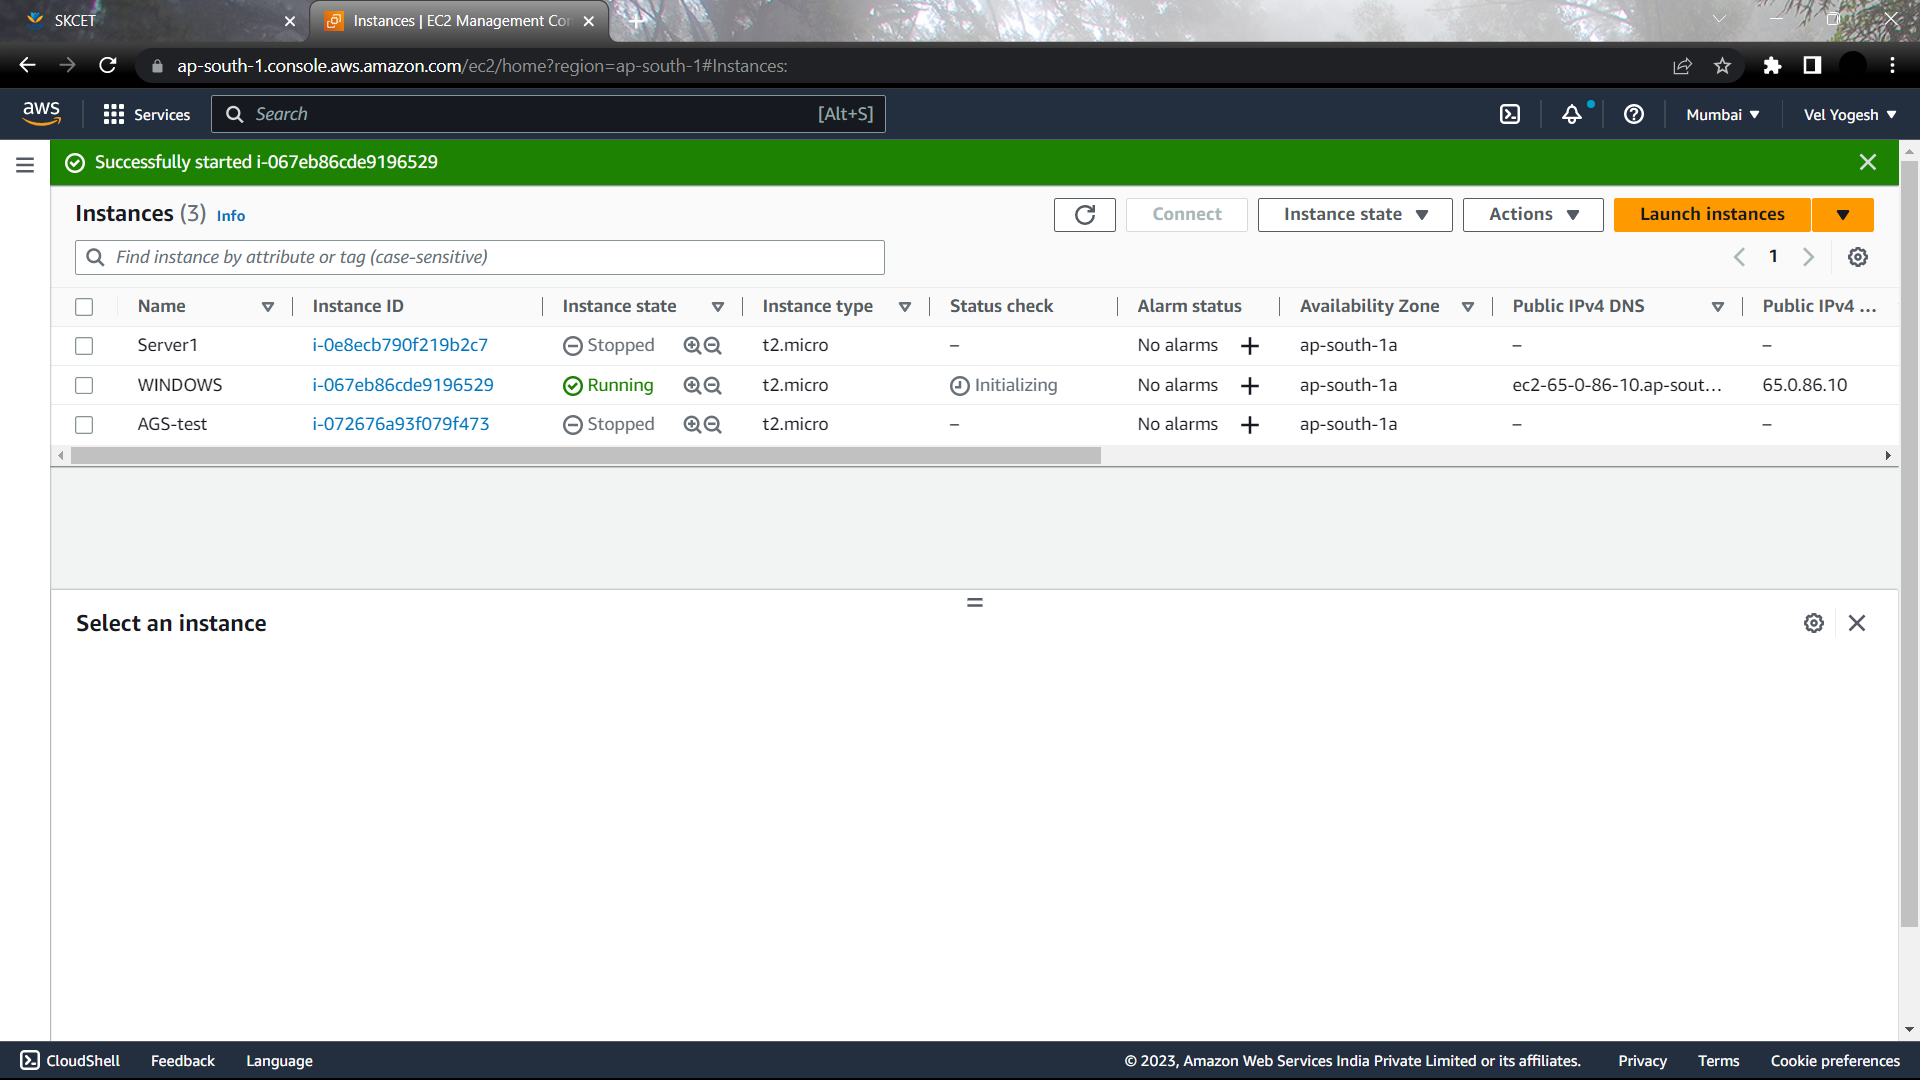 SKCET
Instances | EC2 Management Co
ap-south-1.console.aws.amazon.com/ec2/home?region=ap-south-1#Instances:
aws
Services
Search
[Alt+S]
Mumbai
Vel Yogesh
Successfully started i-067eb86cde9196529
Instances (3) Info
Connect
Instance state
Actions
Launch instances
Find instance by attribute or tag (case-sensitive)
1
Name Instance ID Instance state Instance type Status check Alarm status Availability Zone Public IPv4 DNS Public IPv4 ...
Server1 i-0e8ecb790f219b2c7 Stopped t2.micro – No alarms ap-south-1a – –
WINDOWS i-067eb86cde9196529 Running t2.micro Initializing No alarms ap-south-1a ec2-65-0-86-10.ap-sout... 65.0.86.10
AGS-test i-072676a93f079f473 Stopped t2.micro – No alarms ap-south-1a – –
Select an instance
CloudShell Feedback Language © 2023, Amazon Web Services India Private Limited or its affiliates. Privacy Terms Cookie preferences